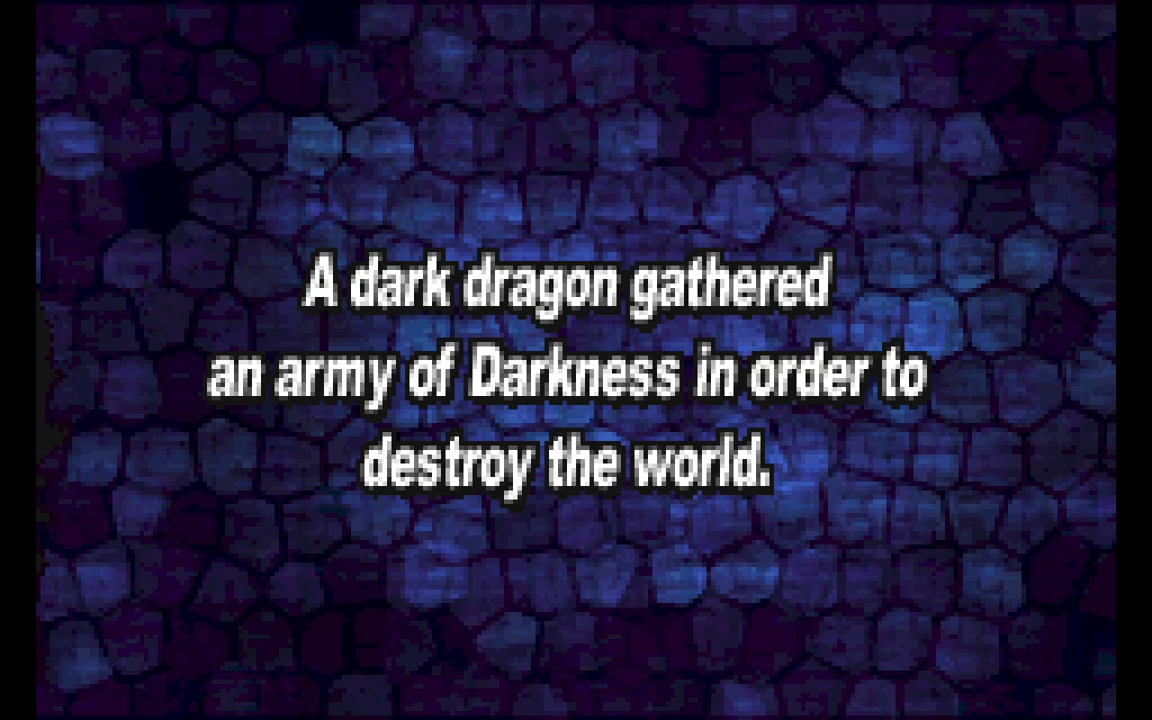 A dark dragon gathered
an army of Darkness in order to
destroy the world.